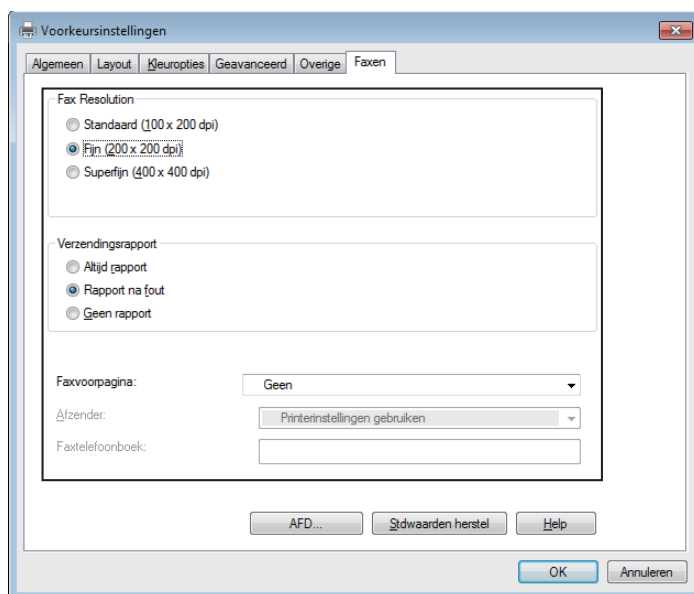 Voorkeursinstellingen
Algemeen Layout Kleuropties Geavanceerd Overige Faxen
Fax Resolution
Standaard (100 x 200 dpi)
Fijn (200 x 200 dpi)
Superfijn (400 x 400 dpi)
Verzendingsrapport
Altijd rapport
Rapport na fout
Geen rapport
Faxvoorpagina: Geen
Afzender: Printerinstellingen gebruiken
Faxtelefoonboek:
AFD... Stdwaarden herstel Help
OK Annuleren